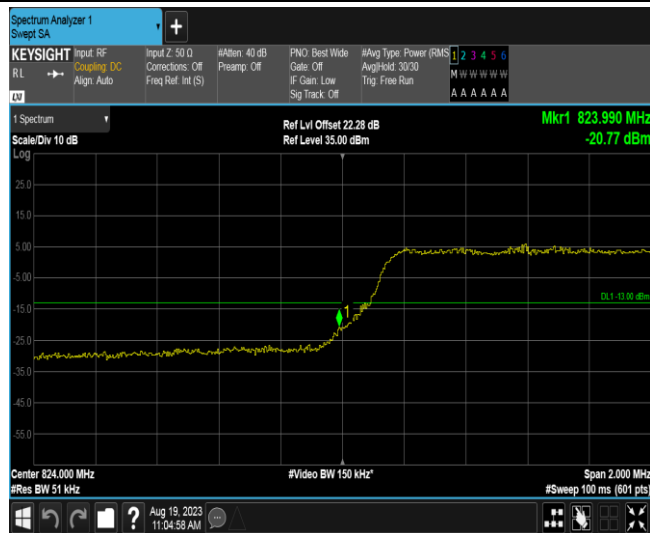 Spectrum Analyzer 1
Swept SA
KEYSIGHT
RL
LXI
Input: RF
Coupling: DC
Align: Auto
Input Z: 50 Ω
Corrections: Off
Freq Ref: Int (S)
#Atten: 40 dB
Preamp: Off
PNO: Best Wide
Gate: Off
IF Gain: Low
Sig Track: Off
#Avg Type: Power (RMS
Avg|Hold: 30/30
Trig: Free Run
1 2 3 4 5 6
M W W W W W
A A A A A A
1 Spectrum
Scale/Div 10 dB
Ref Lvl Offset 22.28 dB
Ref Level 35.00 dBm
Mkr1 823.990 MHz
-20.77 dBm
Log
25.0
15.0
5.00
-5.00
-15.0
-25.0
-35.0
-45.0
-55.0
DL1 -13.00 dBm
1
Center 824.000 MHz
#Res BW 51 kHz
#Video BW 150 kHz*
Span 2.000 MHz
#Sweep 100 ms (601 pts)
?
Aug 19, 2023
11:04:58 AM